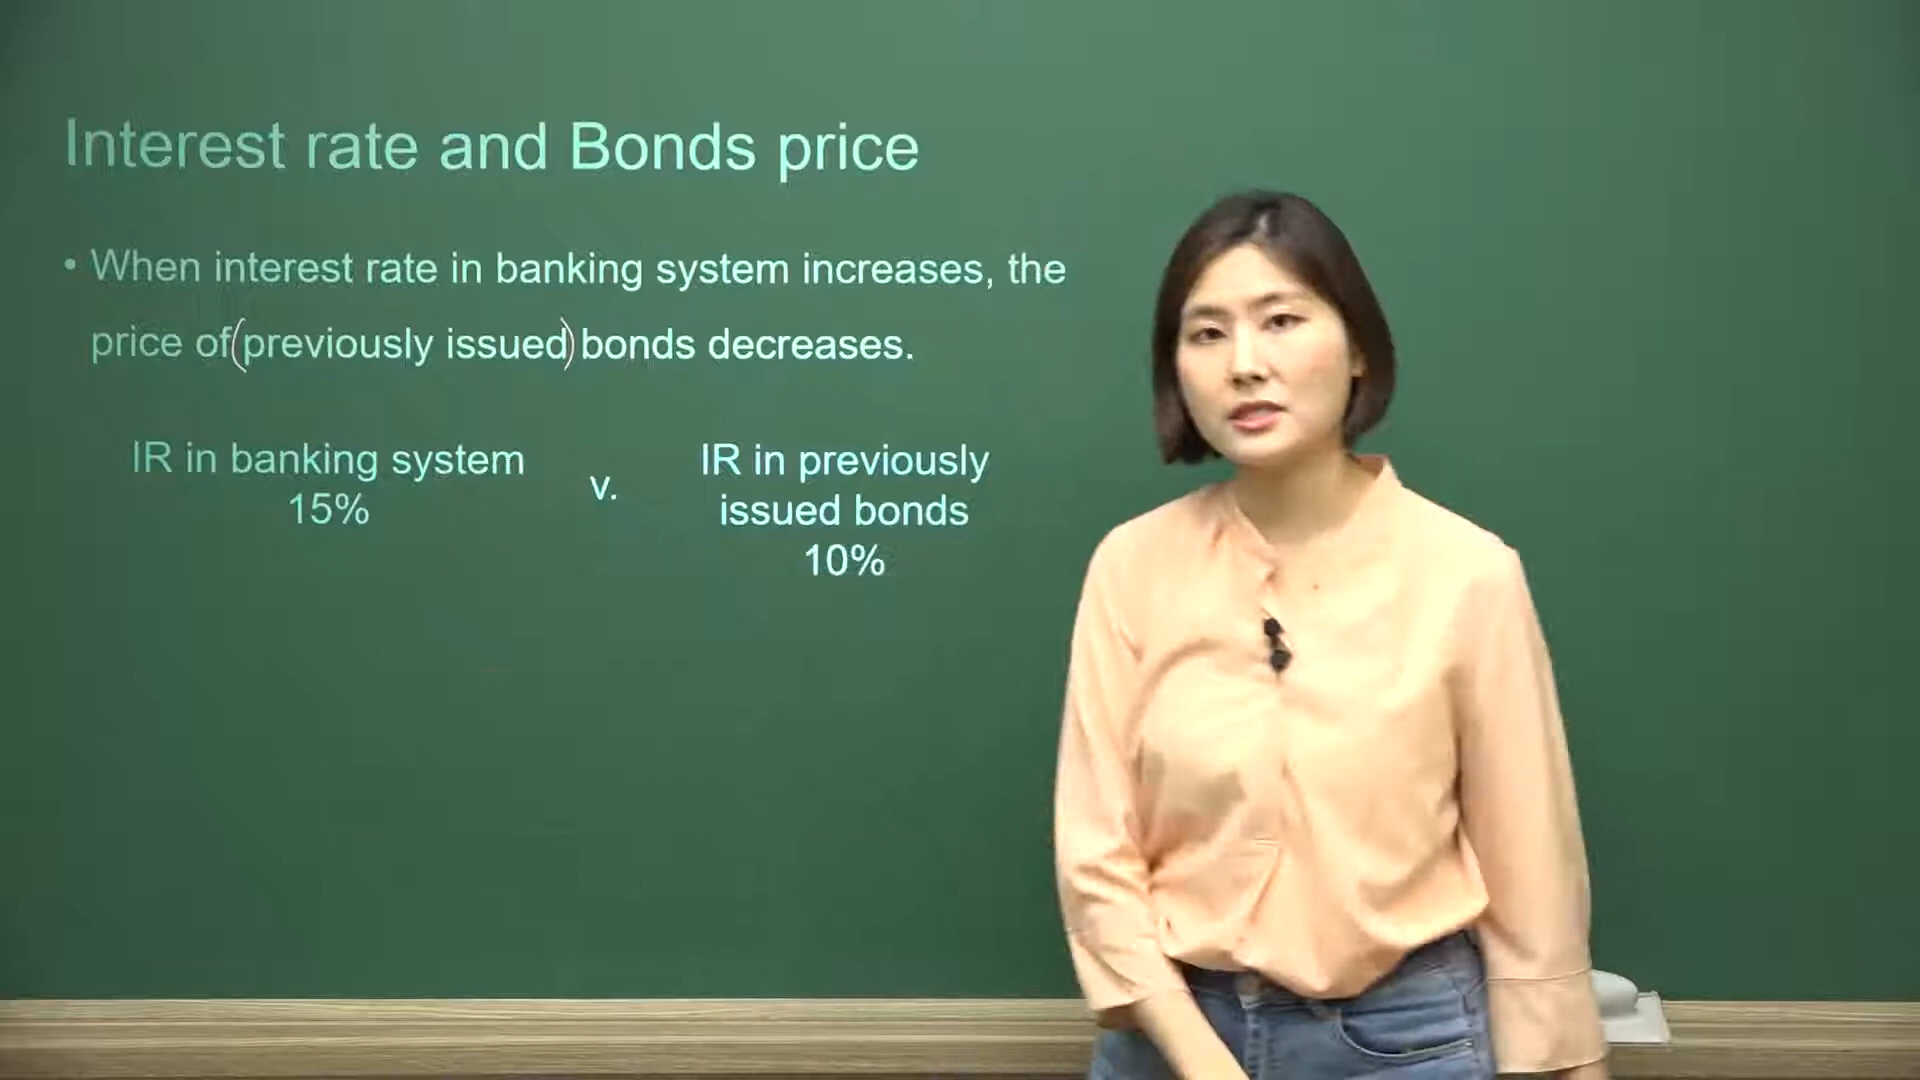 Interest rate and Bonds price
• When interest rate in banking system increases, the
price of(previously issued)bonds decreases.
IR in banking system
15%
v.
IR in previously
issued bonds
10%